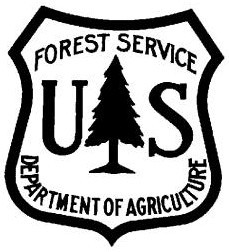 FOREST SERVICE
U S
DEPARTMENT OF AGRICULTURE